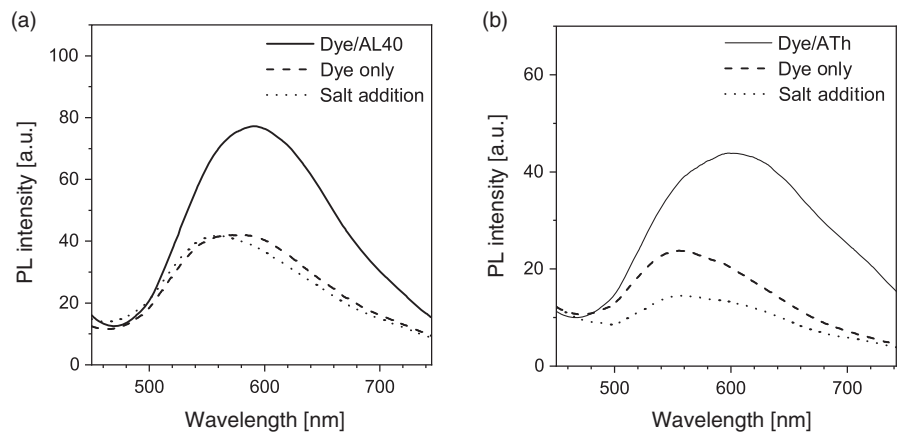 (a)
Dye/AL40
Dye only
Salt addition
100
80
60
40
20
0
PL intensity [a.u.]
500 600 700
Wavelength [nm]
(b)
Dye/ATh
Dye only
Salt addition
60
40
20
0
PL intensity [a.u.]
500 600 700
Wavelength [nm]